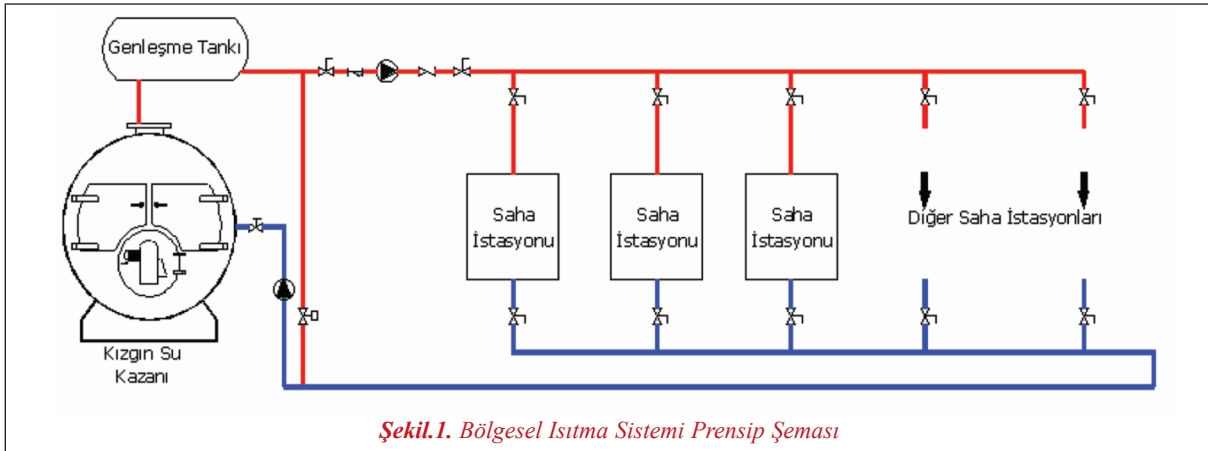 Genleşme Tankı
Saha
İstasyonu
Saha
İstasyonu
Saha
İstasyonu
Diğer Saha İstasyonları
Kızgın Su
Kazanı
Şekil.1. Bölgesel Isıtma Sistemi Prensip Şeması